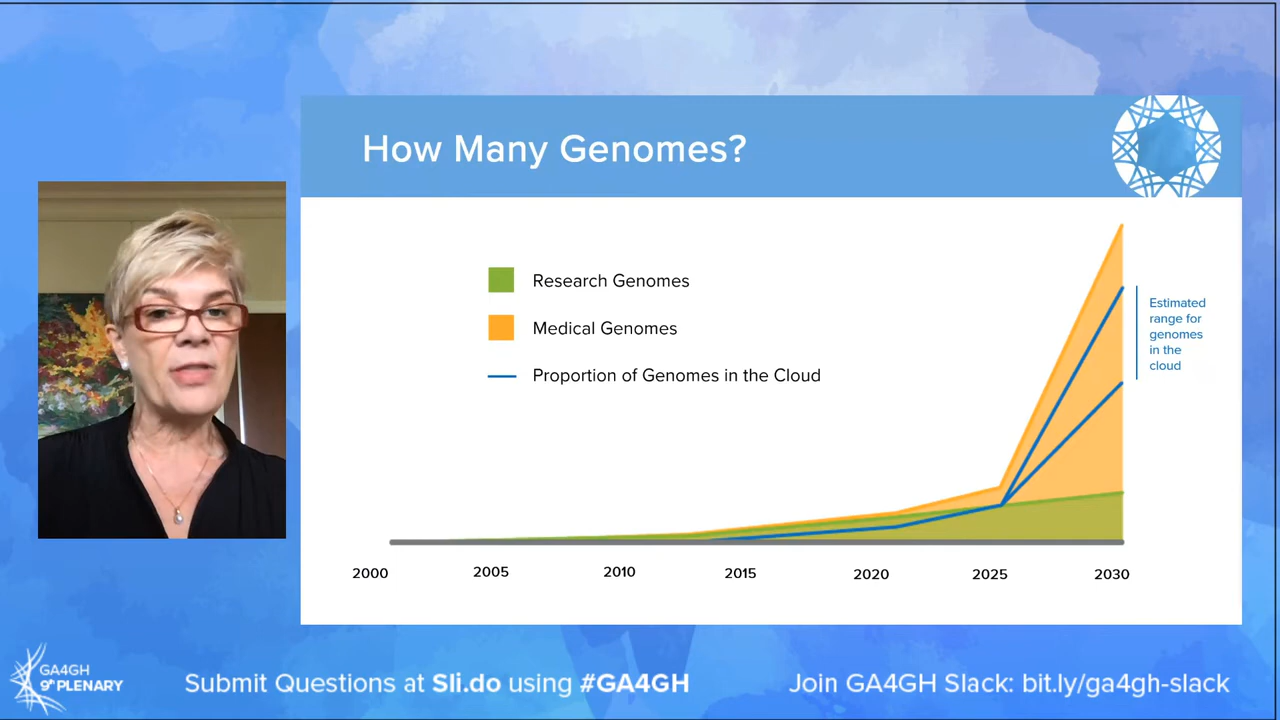 How Many Genomes?
Research Genomes
Medical Genomes
Proportion of Genomes in the Cloud
Estimated
range for
genomes
in the
cloud
2000 2005 2010 2015 2020 2025 2030
GA4GH
9th PLENARY
Submit Questions at Sli.do using #GA4GH
Join GA4GH Slack: bit.ly/ga4gh-slack